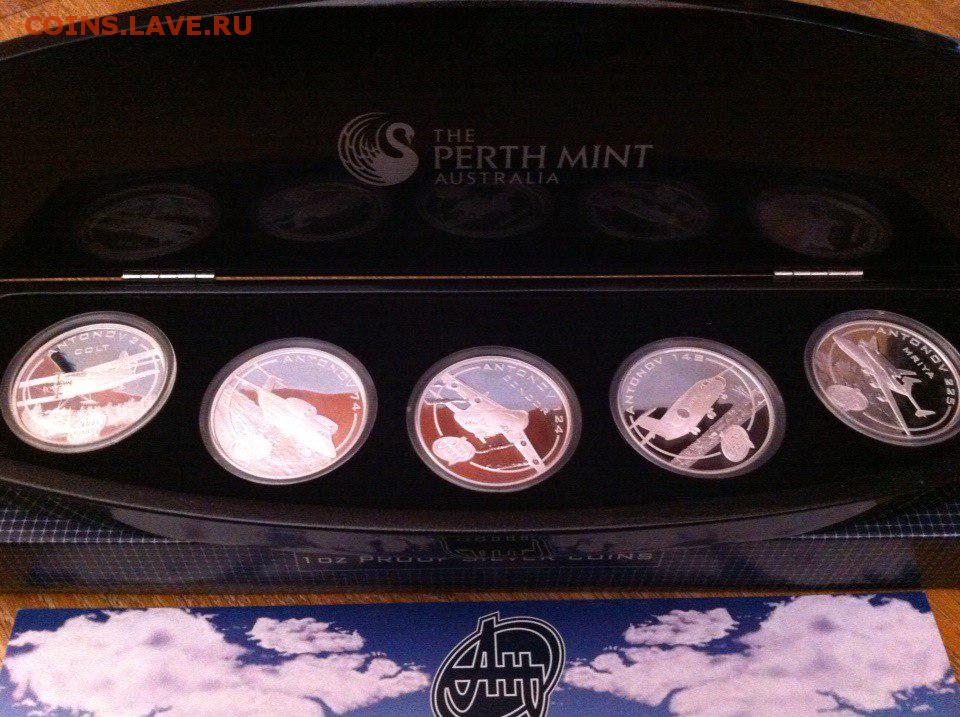 COINS.LAVE.RU
THE
PERTH MINT
AUSTRALIA
ANTONOV 2
COLT
ANTONOV 74
ANTONOV 24
ANTONOV 148
ANTONOV 225
MRIYA
1OZ PROOF SILVER COINS